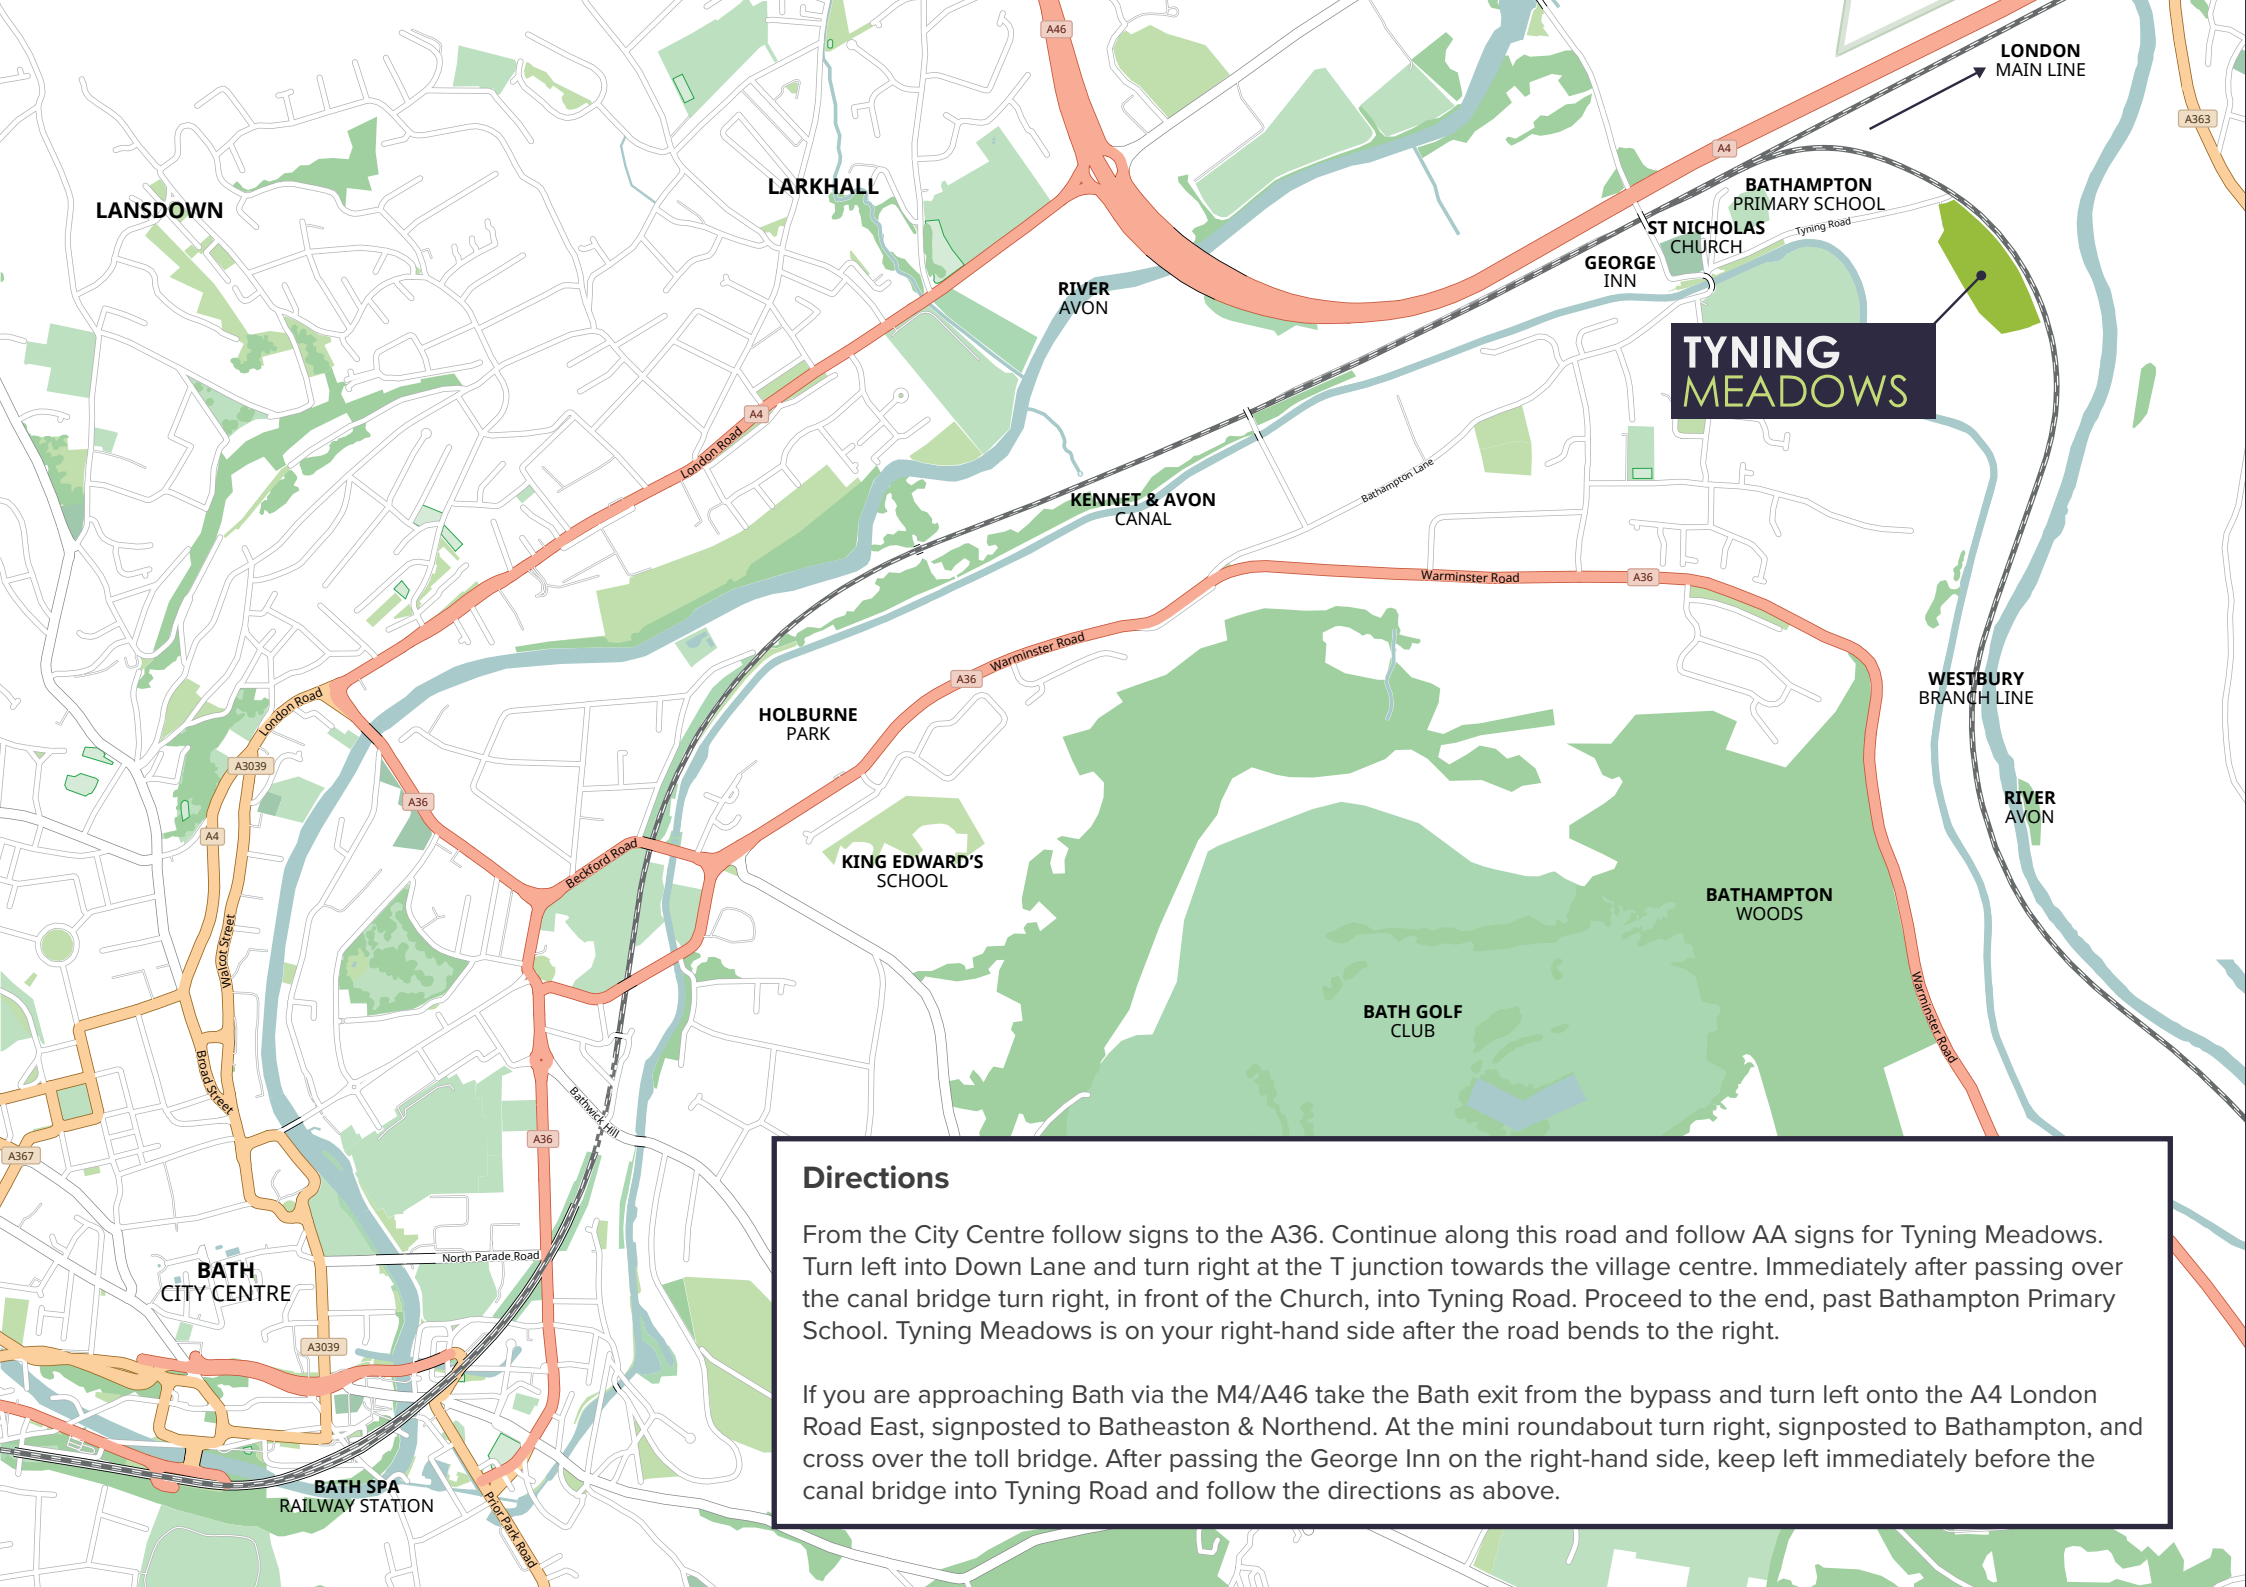 A46
LONDON
MAIN LINE
A363
A4
BATHAMPTON
PRIMARY SCHOOL
LARKHALL
LANSDOWN
ST NICHOLAS
CHURCH
Tyning Road
GEORGE
INN
RIVER
AVON
TYNING
MEADOWS
A4
London Road
Bathampton Lane
KENNET & AVON
CANAL
Warminster Road
A36
Warminster Road
A36
London Road
HOLBURNE
PARK
WESTBURY
BRANCH LINE
A3039
A36
RIVER
AVON
A4
Beckford Road
KING EDWARD'S
SCHOOL
BATHAMPTON
WOODS
Walcot Street
BATH GOLF
CLUB
Warminster Road
Broad Street
Bathwick Hill
A36
A367
North Parade Road
BATH
CITY CENTRE
A3039
BATH SPA
RAILWAY STATION
Prior Park Road
Directions
From the City Centre follow signs to the A36. Continue along this road and follow AA signs for Tyning Meadows.
Turn left into Down Lane and turn right at the T junction towards the village centre. Immediately after passing over
the canal bridge turn right, in front of the Church, into Tyning Road. Proceed to the end, past Bathampton Primary
School. Tyning Meadows is on your right-hand side after the road bends to the right.
If you are approaching Bath via the M4/A46 take the Bath exit from the bypass and turn left onto the A4 London
Road East, signposted to Batheaston & Northend. At the mini roundabout turn right, signposted to Bathampton, and
cross over the toll bridge. After passing the George Inn on the right-hand side, keep left immediately before the
canal bridge into Tyning Road and follow the directions as above.